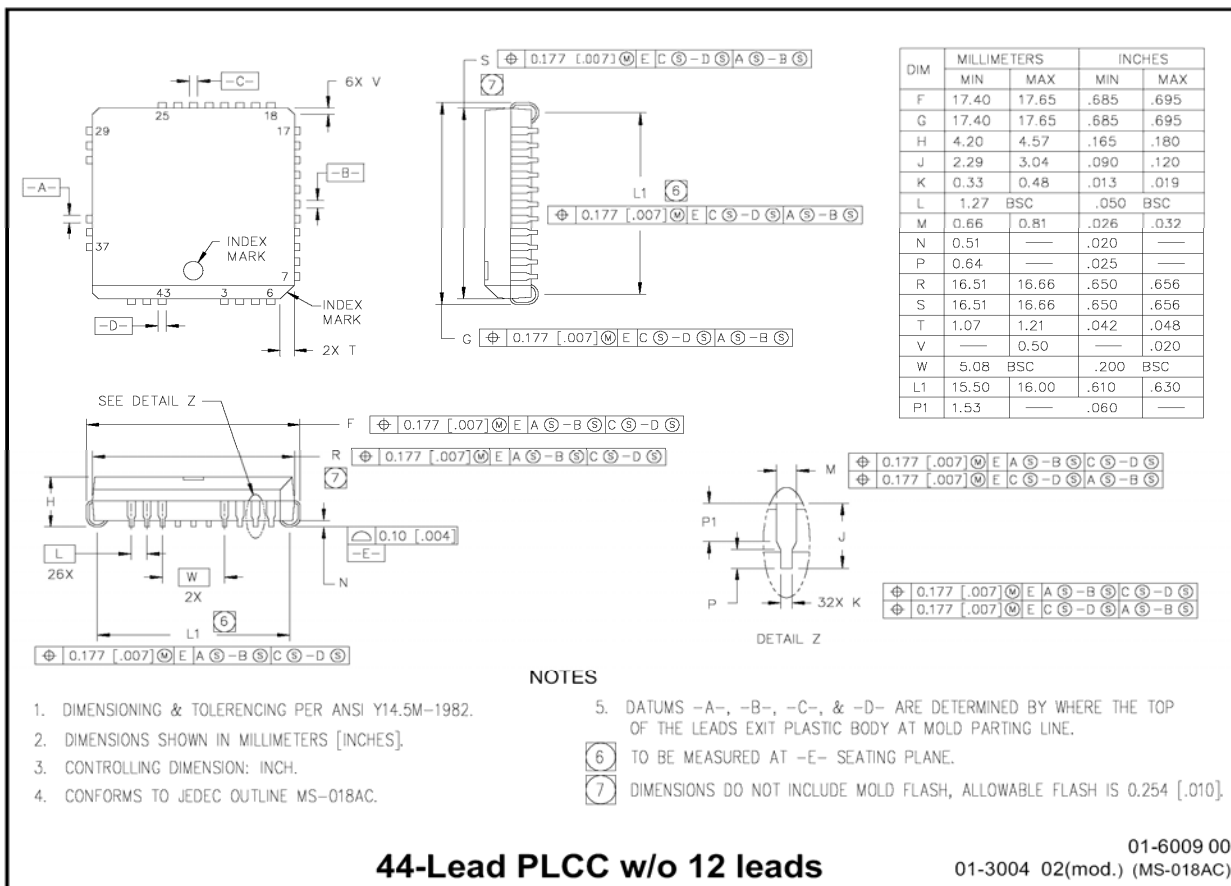 S ⌖ 0.177 [.007] Ⓜ E C Ⓢ -D Ⓢ A Ⓢ -B Ⓢ
7
-C-
6X V
25
18
29
17
-A-
-B-
37
INDEX
MARK
7
43
3
6
INDEX
MARK
-D-
2X T
L1
6
⌖ 0.177 [.007] Ⓜ E C Ⓢ -D Ⓢ A Ⓢ -B Ⓢ
G ⌖ 0.177 [.007] Ⓜ E C Ⓢ -D Ⓢ A Ⓢ -B Ⓢ
DIM MILLIMETERS INCHES
MIN MAX MIN MAX
F 17.40 17.65 .685 .695
G 17.40 17.65 .685 .695
H 4.20 4.57 .165 .180
J 2.29 3.04 .090 .120
K 0.33 0.48 .013 .019
L 1.27 BSC .050 BSC
M 0.66 0.81 .026 .032
N 0.51 — .020 —
P 0.64 — .025 —
R 16.51 16.66 .650 .656
S 16.51 16.66 .650 .656
T 1.07 1.21 .042 .048
V — 0.50 — .020
W 5.08 BSC .200 BSC
L1 15.50 16.00 .610 .630
P1 1.53 — .060 —
SEE DETAIL Z
F ⌖ 0.177 [.007] Ⓜ E A Ⓢ -B Ⓢ C Ⓢ -D Ⓢ
R ⌖ 0.177 [.007] Ⓜ E A Ⓢ -B Ⓢ C Ⓢ -D Ⓢ
7
H
⌓ 0.10 [.004]
-E-
L
26X
W
2X
N
L1
6
⌖ 0.177 [.007] Ⓜ E A Ⓢ -B Ⓢ C Ⓢ -D Ⓢ
M
⌖ 0.177 [.007] Ⓜ E A Ⓢ -B Ⓢ C Ⓢ -D Ⓢ
⌖ 0.177 [.007] Ⓜ E C Ⓢ -D Ⓢ A Ⓢ -B Ⓢ
P1
J
P
32X K
⌖ 0.177 [.007] Ⓜ E A Ⓢ -B Ⓢ C Ⓢ -D Ⓢ
⌖ 0.177 [.007] Ⓜ E C Ⓢ -D Ⓢ A Ⓢ -B Ⓢ
DETAIL Z
NOTES
1. DIMENSIONING & TOLERENCING PER ANSI Y14.5M-1982.
2. DIMENSIONS SHOWN IN MILLIMETERS [INCHES].
3. CONTROLLING DIMENSION: INCH.
4. CONFORMS TO JEDEC OUTLINE MS-018AC.
5. DATUMS -A-, -B-, -C-, & -D- ARE DETERMINED BY WHERE THE TOP
OF THE LEADS EXIT PLASTIC BODY AT MOLD PARTING LINE.
6 TO BE MEASURED AT -E- SEATING PLANE.
7 DIMENSIONS DO NOT INCLUDE MOLD FLASH, ALLOWABLE FLASH IS 0.254 [.010].
44-Lead PLCC w/o 12 leads
01-6009 00
01-3004 02(mod.) (MS-018AC)